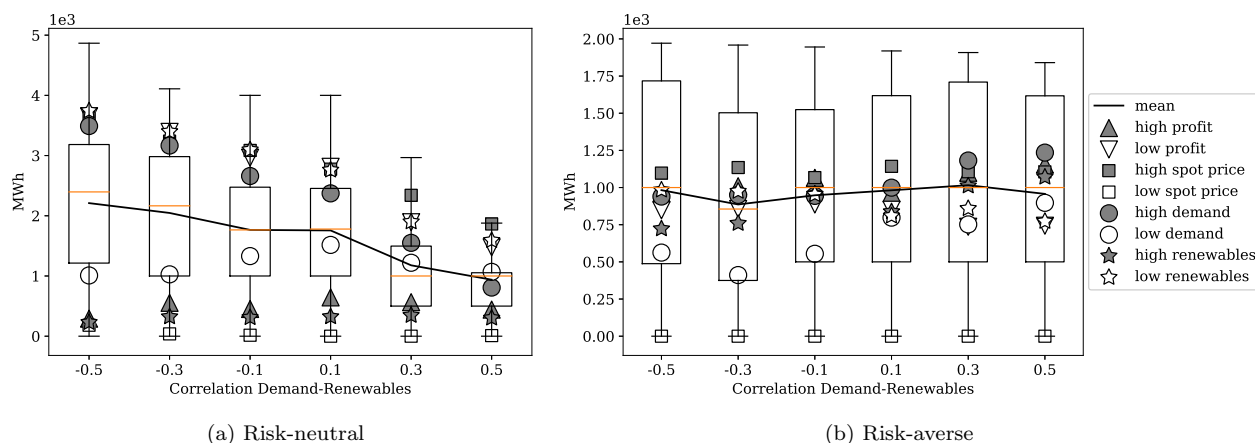 1e3
5
4
3
2
1
0
MWh
-0.5 -0.3 -0.1 0.1 0.3 0.5
Correlation Demand-Renewables
(a) Risk-neutral
1e3
2.00
1.75
1.50
1.25
1.00
0.75
0.50
0.25
0.00
MWh
-0.5 -0.3 -0.1 0.1 0.3 0.5
Correlation Demand-Renewables
(b) Risk-averse
mean
high profit
low profit
high spot price
low spot price
high demand
low demand
high renewables
low renewables